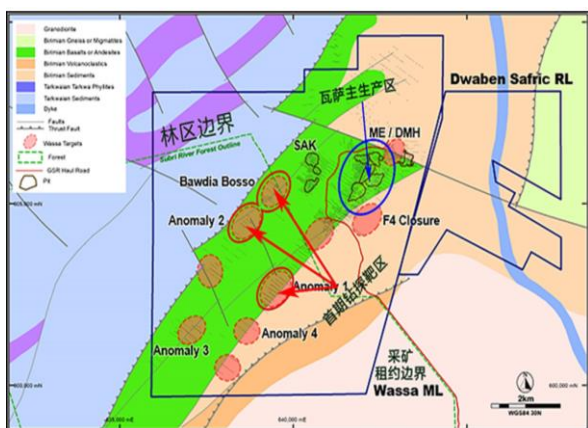 Granodiorite
Birimian Gneiss or Migmatites
Birimian Basalts or Andesites
Birimian Volcanoclastics
Birimian Sediments
Tarkwaian Tarkwa Phyllites
Tarkwaian Sediments
Dyke
Faults
Thrust Fault
Wassa Targets
Forest
GSR Haul Road
Pit
瓦萨主生产区
Dwaben Safric RL
林区边界
Subri River Forest Outline
ME / DMH
SAK
Bawdia Bosso
Anomaly 2
F4 Closure
Anomaly 1
首期钻探靶区
Anomaly 3
Anomaly 4
采矿
租约边界
Wassa ML
2km
WGS84 30N